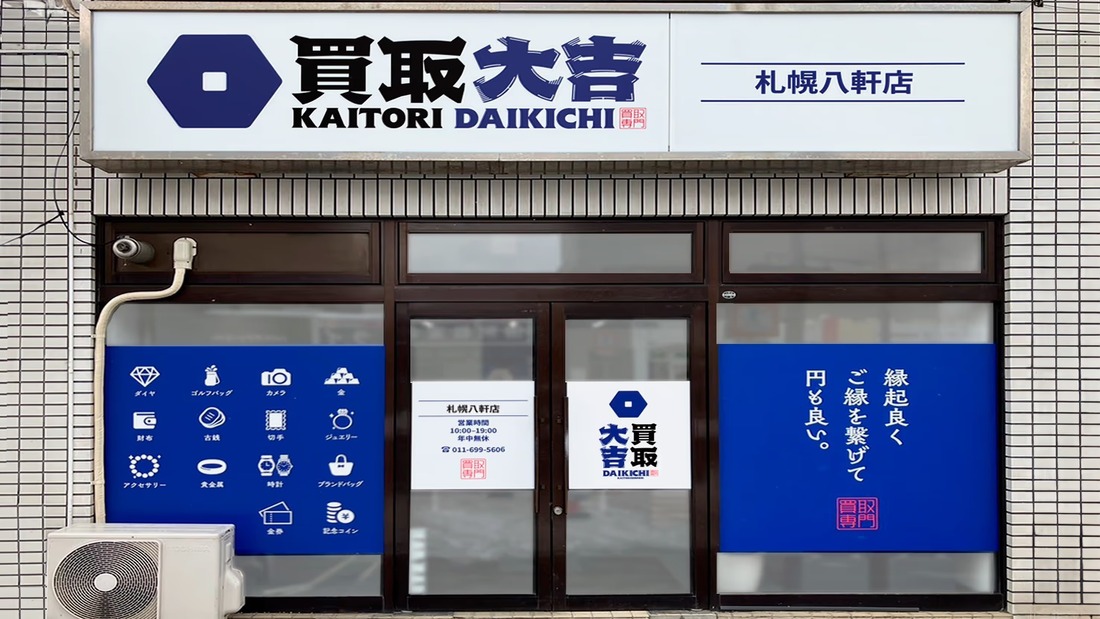 買取大吉
KAITORI DAIKICHI
買取
専門
札幌八軒店
ダイヤ
ゴルフバッグ
カメラ
金
財布
古銭
切手
ジュエリー
アクセサリー
貴金属
時計
ブランドバッグ
金券
記念コイン
札幌八軒店
営業時間
10:00-19:00
年中無休
☎ 011-699-5606
買取
専門
買取
大吉
DAIKICHI
縁起良く
ご縁を繋げて
円も良い。
買取
専門